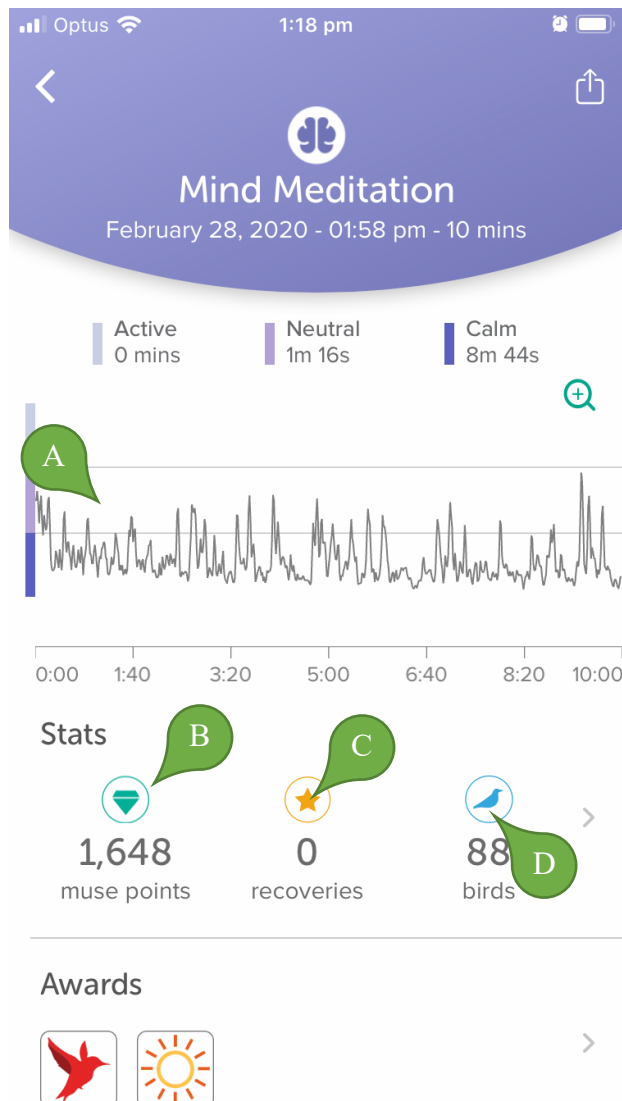 Optus 1:18 pm
Mind Meditation
February 28, 2020 - 01:58 pm - 10 mins
Active Neutral Calm
0 mins 1m 16s 8m 44s
A
0:00 1:40 3:20 5:00 6:40 8:20 10:00
Stats B C
1,648 0 88 D
muse points recoveries birds
Awards